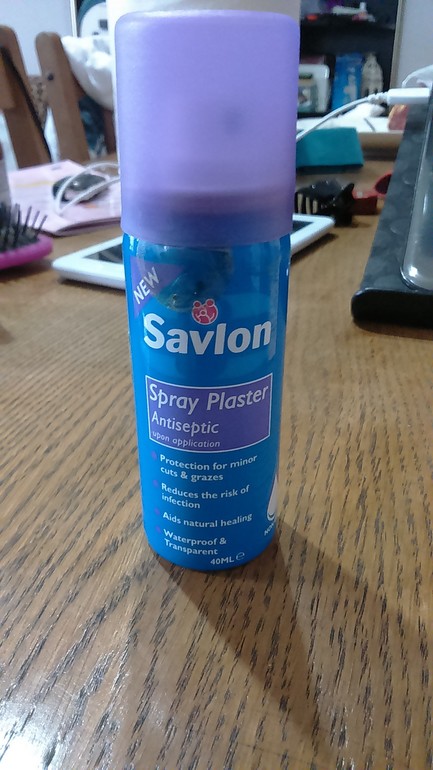 NEW
Savlon
Spray Plaster
Antiseptic
upon application
Protection for minor
cuts & grazes
Reduces the risk of
infection
Aids natural healing
Waterproof &
Transparent
40ML℮